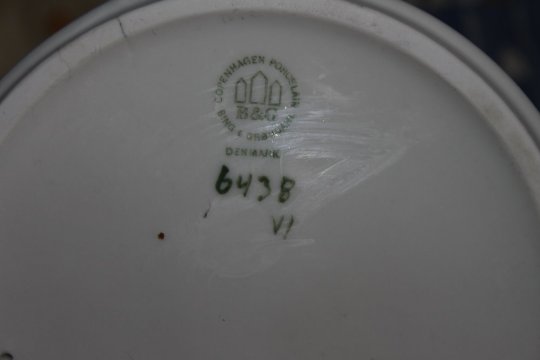 COPENHAGEN PORCELAIN
B&G
BING & GRØNDAHL
DENMARK
6438
VI